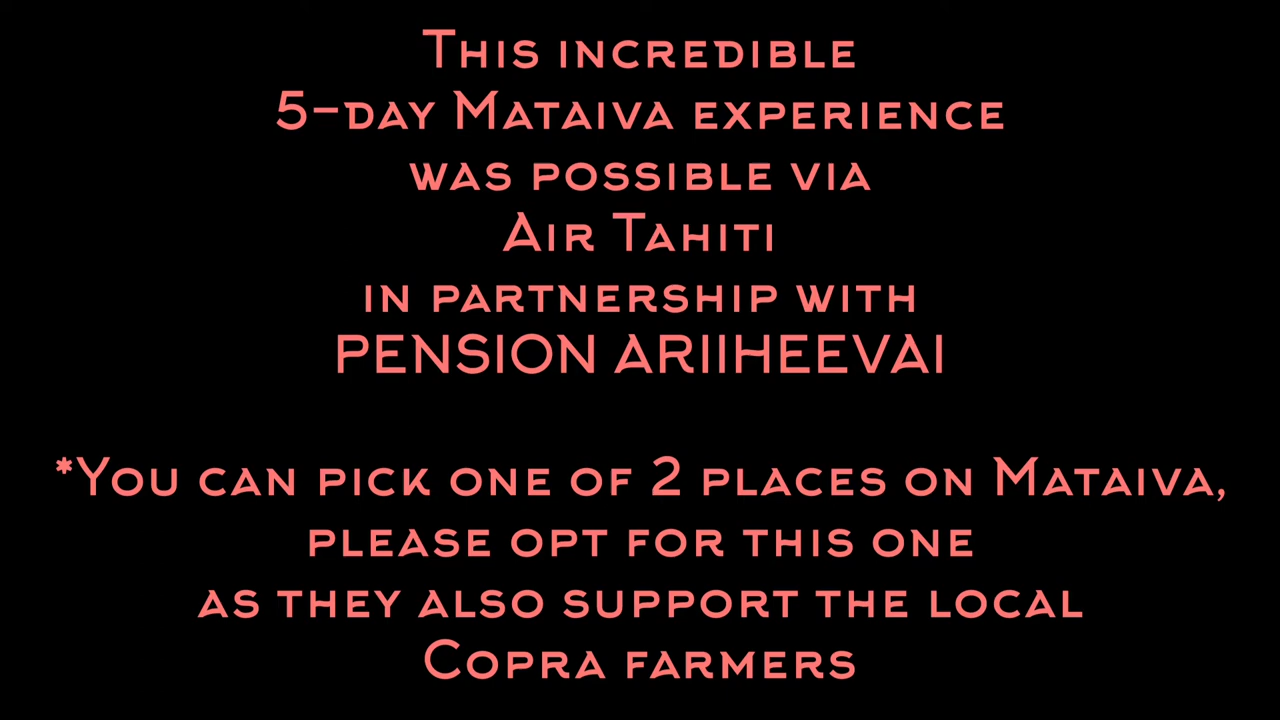 This incredible
5-day Mataiva experience
was possible via
Air Tahiti
in partnership with
PENSION ARIIHEEVAI
*You can pick one of 2 places on Mataiva,
please opt for this one
as they also support the local
Copra farmers